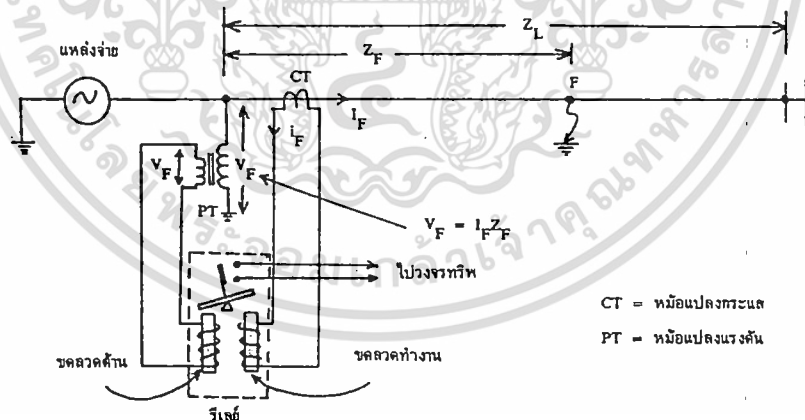 Z_L
Z_F
แหล่งจ่าย
CT
F
I_F
i_F
V_F
V_F
PT
V_F = I_F Z_F
ไปวงจรทริพ
CT = หม้อแปลงกระแส
PT = หม้อแปลงแรงดัน
ขดลวดต้าน
ขดลวดทำงาน
รีเลย์